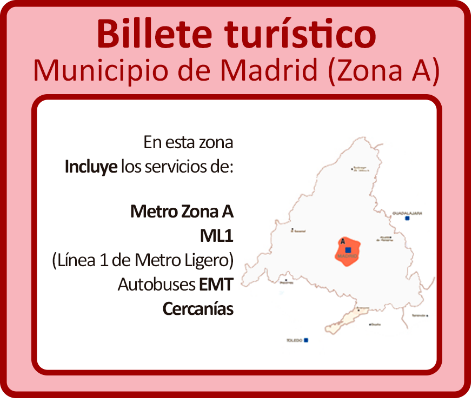 Billete turístico
Municipio de Madrid (Zona A)
En esta zona
Incluye los servicios de:
Metro Zona A
ML1
(Línea 1 de Metro Ligero)
Autobuses EMT
Cercanías
GUADALAJARA
A
TOLEDO